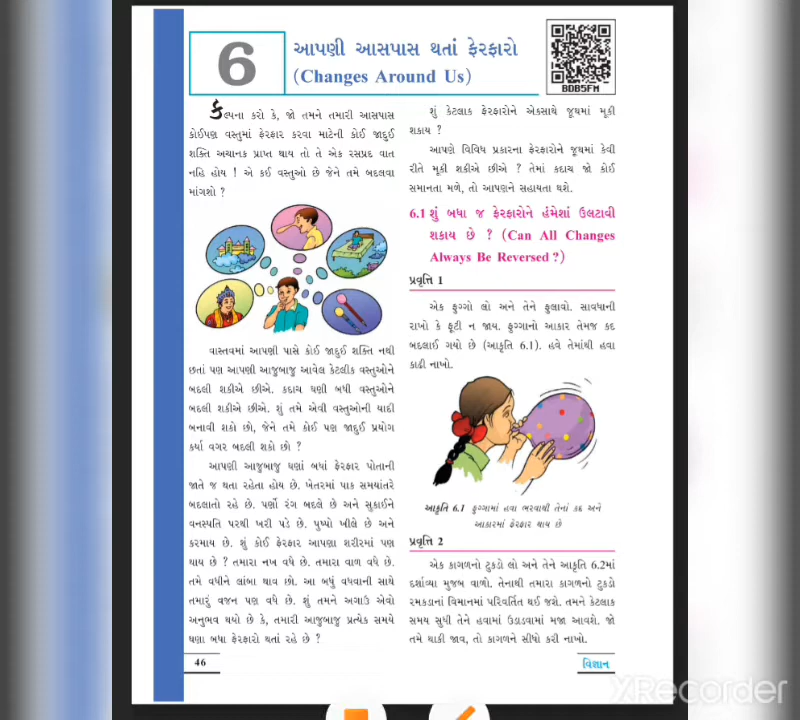 6
આપણી આસપાસ થતાં ફેરફારો
(Changes Around Us)
BDB5FM
કલ્પના કરો કે, જો તમને તમારી આસપાસ
કોઈપણ વસ્તુમાં ફેરફાર કરવા માટેની કોઈ જાદુઈ
શક્તિ અચાનક પ્રાપ્ત થાય તો તે એક રસપ્રદ વાત
નહિ હોય ! એ કઈ વસ્તુઓ છે જેને તમે બદલવા
માંગશો ?
વાસ્તવમાં આપણી પાસે કોઈ જાદુઈ શક્તિ નથી
છતાં પણ આપણી આજુબાજુ આવેલ કેટલીક વસ્તુઓને
બદલી શકીએ છીએ. કદાચ ઘણી બધી વસ્તુઓને
બદલી શકીએ છીએ. શું તમે એવી વસ્તુઓની યાદી
બનાવી શકો છો, જેને તમે કોઈ પણ જાદુઈ પ્રયોગ
કર્યા વગર બદલી શકો છો ?
આપણી આજુબાજુ ઘણાં બધાં ફેરફાર પોતાની
જાતે જ થતા રહેતા હોય છે. ખેતરમાં પાક સમયાંતરે
બદલાતો રહે છે. પર્ણો રંગ બદલે છે અને સુકાઈને
વનસ્પતિ પરથી ખરી પડે છે. પુષ્પો ખીલે છે અને
કરમાય છે. શું કોઈ ફેરફાર આપણા શરીરમાં પણ
થાય છે ? તમારા નખ વધે છે. તમારા વાળ વધે છે.
તમે વધીને લાંબા થાવ છો. આ બધું વધવાની સાથે
તમારું વજન પણ વધે છે. શું તમને અગાઉ એવો
અનુભવ થયો છે કે, તમારી આજુબાજુ પ્રત્યેક સમયે
ઘણા બધા ફેરફારો થતાં રહે છે ?
46
શું કેટલાક ફેરફારોને એકસાથે જૂથમાં મૂકી
શકાય ?
આપણે વિવિધ પ્રકારના ફેરફારોને જૂથમાં કેવી
રીતે મૂકી શકીએ છીએ ? તેમાં કદાચ જો કોઈ
સમાનતા મળે, તો આપણને સહાયતા થશે.
6.1 શું બધા જ ફેરફારોને હંમેશાં ઉલટાવી
શકાય છે ? (Can All Changes
Always Be Reversed ?)
પ્રવૃત્તિ 1
એક ફુગ્ગો લો અને તેને ફુલાવો. સાવધાની
રાખો કે ફૂટી ન જાય. ફુગ્ગાનો આકાર તેમજ કદ
બદલાઈ ગયો છે (આકૃતિ 6.1). હવે તેમાંથી હવા
કાઢી નાખો.
આકૃતિ 6.1 ફુગ્ગામાં હવા ભરવાથી તેનાં કદ અને
આકારમાં ફેરફાર થાય છે
પ્રવૃત્તિ 2
એક કાગળનો ટુકડો લો અને તેને આકૃતિ 6.2માં
દર્શાવ્યા મુજબ વાળો. તેનાથી તમારા કાગળનો ટુકડો
રમકડાનાં વિમાનમાં પરિવર્તિત થઈ જશે. તમને કેટલાક
સમય સુધી તેને હવામાં ઉડાડવામાં મજા આવશે. જો
તમે થાકી જાવ, તો કાગળને સીધો કરી નાખો.
વિજ્ઞાન
XRecorder